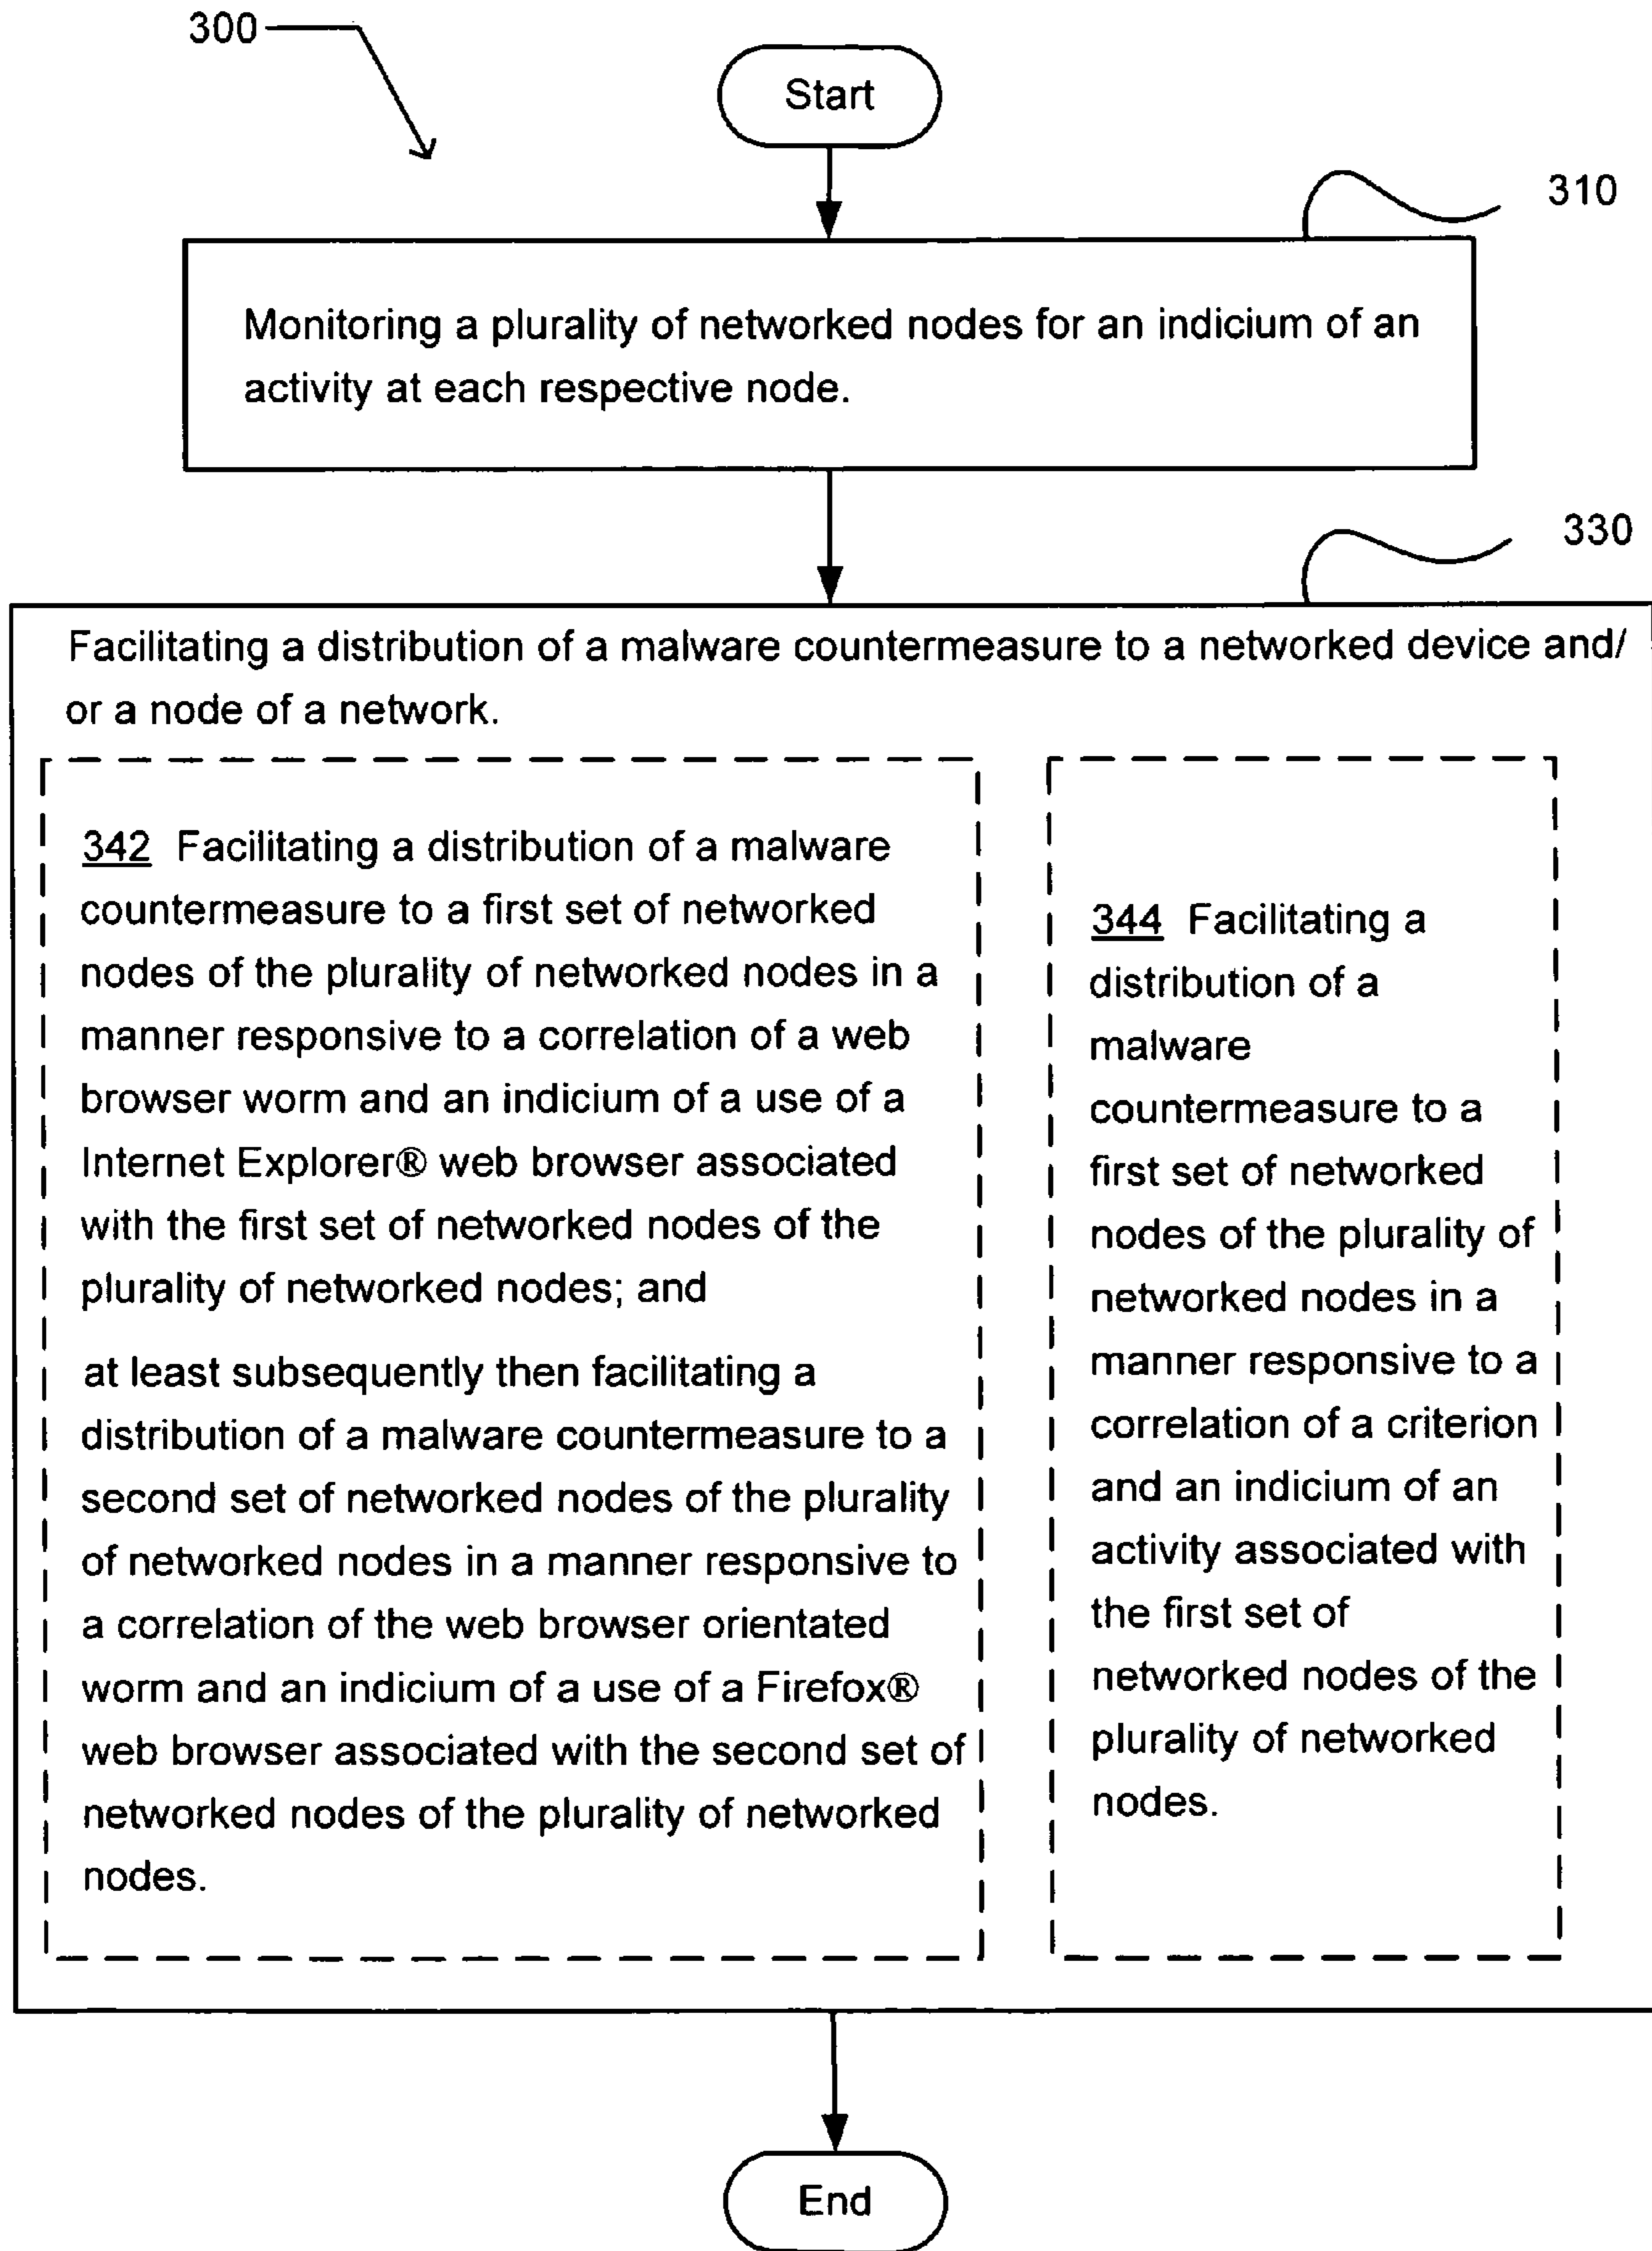 300
Start
310
Monitoring a plurality of networked nodes for an indicium of an
activity at each respective node.
330
Facilitating a distribution of a malware countermeasure to a networked device and/
or a node of a network.
342 Facilitating a distribution of a malware
countermeasure to a first set of networked
nodes of the plurality of networked nodes in a
manner responsive to a correlation of a web
browser worm and an indicium of a use of a
Internet Explorer® web browser associated
with the first set of networked nodes of the
plurality of networked nodes; and
at least subsequently then facilitating a
distribution of a malware countermeasure to a
second set of networked nodes of the plurality
of networked nodes in a manner responsive to
a correlation of the web browser orientated
worm and an indicium of a use of a Firefox®
web browser associated with the second set of
networked nodes of the plurality of networked
nodes.
344 Facilitating a
distribution of a
malware
countermeasure to a
first set of networked
nodes of the plurality of
networked nodes in a
manner responsive to a
correlation of a criterion
and an indicium of an
activity associated with
the first set of
networked nodes of the
plurality of networked
nodes.
End